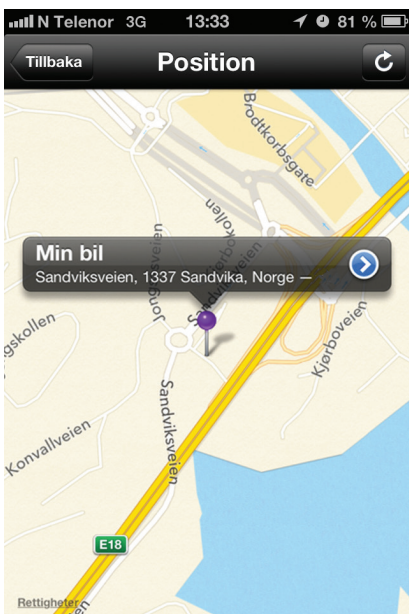 N Telenor 3G 13:33 81 %
Tillbaka Position
Brodtkorbsgate
Jongsveien
Min bil
Sandviksveien, 1337 Sandvika, Norge —
Kjørboveien
Sandviksveien
Konvallveien
E18
Rettigheter